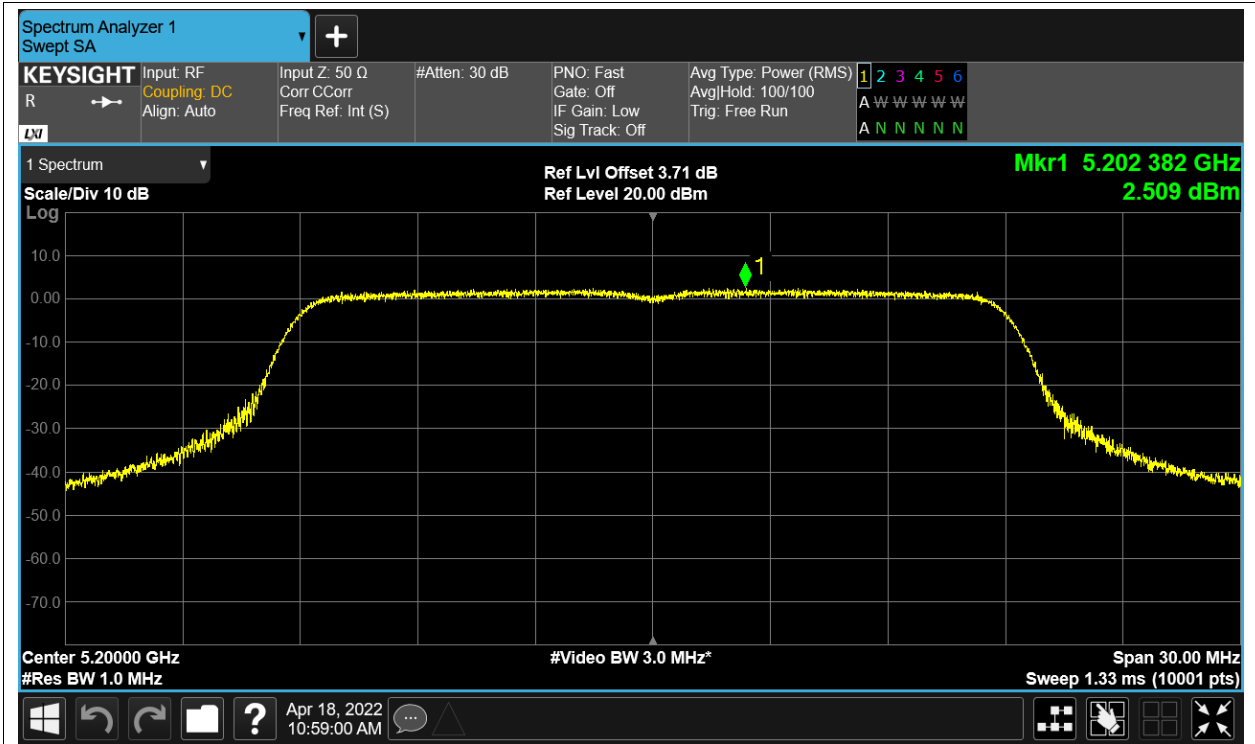 Spectrum Analyzer 1
Swept SA
KEYSIGHT
R
LXI
Input: RF
Coupling: DC
Align: Auto
Input Z: 50 Ω
Corr CCorr
Freq Ref: Int (S)
#Atten: 30 dB
PNO: Fast
Gate: Off
IF Gain: Low
Sig Track: Off
Avg Type: Power (RMS)
Avg|Hold: 100/100
Trig: Free Run
1 2 3 4 5 6
A W W W W W
A N N N N N
1 Spectrum
Scale/Div 10 dB
Log
Ref Lvl Offset 3.71 dB
Ref Level 20.00 dBm
Mkr1 5.202 382 GHz
2.509 dBm
1
10.0
0.00
-10.0
-20.0
-30.0
-40.0
-50.0
-60.0
-70.0
Center 5.20000 GHz
#Res BW 1.0 MHz
#Video BW 3.0 MHz*
Span 30.00 MHz
Sweep 1.33 ms (10001 pts)
?
Apr 18, 2022
10:59:00 AM